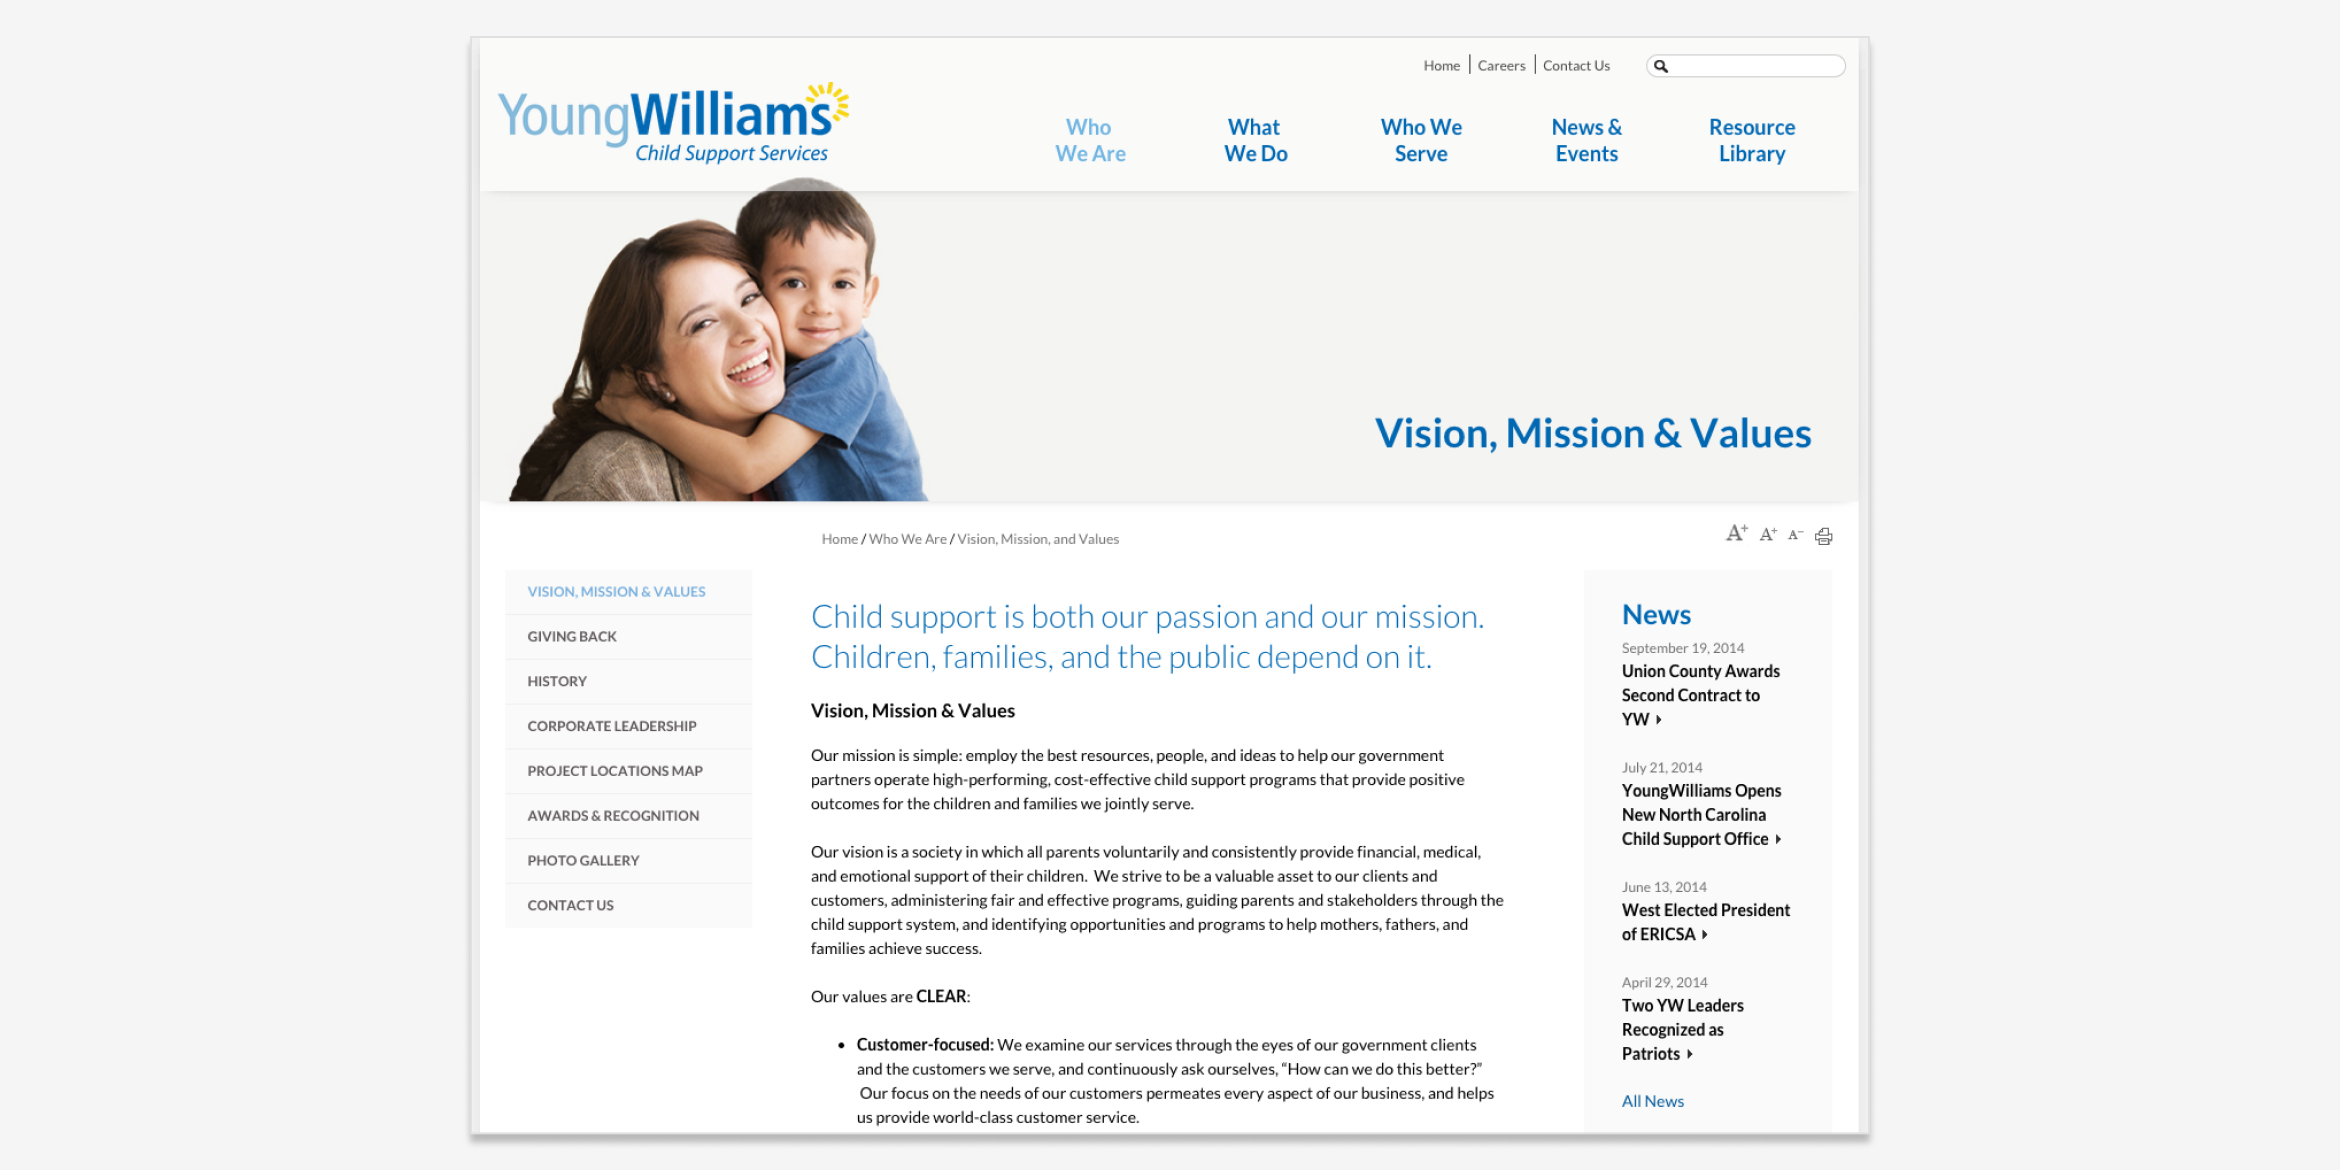 Home Careers Contact Us
YoungWilliams
Child Support Services
Who
We Are
What
We Do
Who We
Serve
News &
Events
Resource
Library
Vision, Mission & Values
Home / Who We Are / Vision, Mission, and Values
A+ A+ A-
VISION, MISSION & VALUES
GIVING BACK
HISTORY
CORPORATE LEADERSHIP
PROJECT LOCATIONS MAP
AWARDS & RECOGNITION
PHOTO GALLERY
CONTACT US
Child support is both our passion and our mission.
Children, families, and the public depend on it.
Vision, Mission & Values
Our mission is simple: employ the best resources, people, and ideas to help our government
partners operate high-performing, cost-effective child support programs that provide positive
outcomes for the children and families we jointly serve.
Our vision is a society in which all parents voluntarily and consistently provide financial, medical,
and emotional support of their children.  We strive to be a valuable asset to our clients and
customers, administering fair and effective programs, guiding parents and stakeholders through the
child support system, and identifying opportunities and programs to help mothers, fathers, and
families achieve success.
Our values are CLEAR:
• Customer-focused: We examine our services through the eyes of our government clients
and the customers we serve, and continuously ask ourselves, “How can we do this better?”
Our focus on the needs of our customers permeates every aspect of our business, and helps
us provide world-class customer service.
News
September 19, 2014
Union County Awards
Second Contract to
YW
July 21, 2014
YoungWilliams Opens
New North Carolina
Child Support Office
June 13, 2014
West Elected President
of ERICSA
April 29, 2014
Two YW Leaders
Recognized as
Patriots
All News